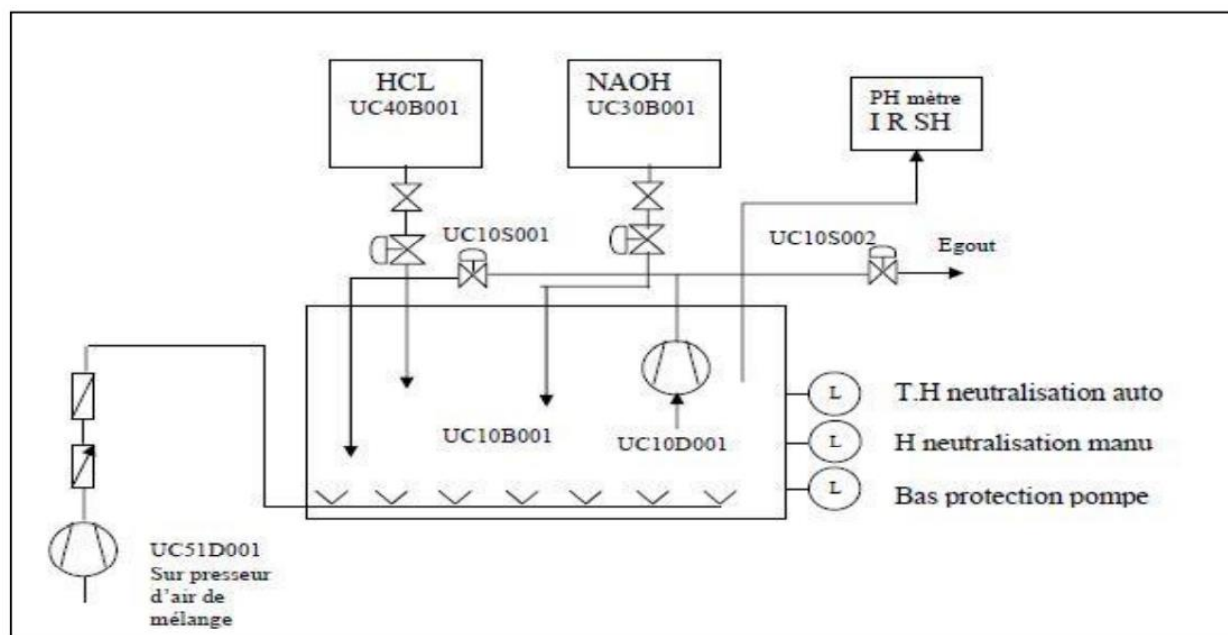 HCL
UC40B001
NAOH
UC30B001
PH mètre
I R SH
UC10S001
UC10S002
Egout
UC10B001
UC10D001
L
T.H neutralisation auto
L
H neutralisation manu
L
Bas protection pompe
UC51D001
Sur presseur
d'air de
mélange